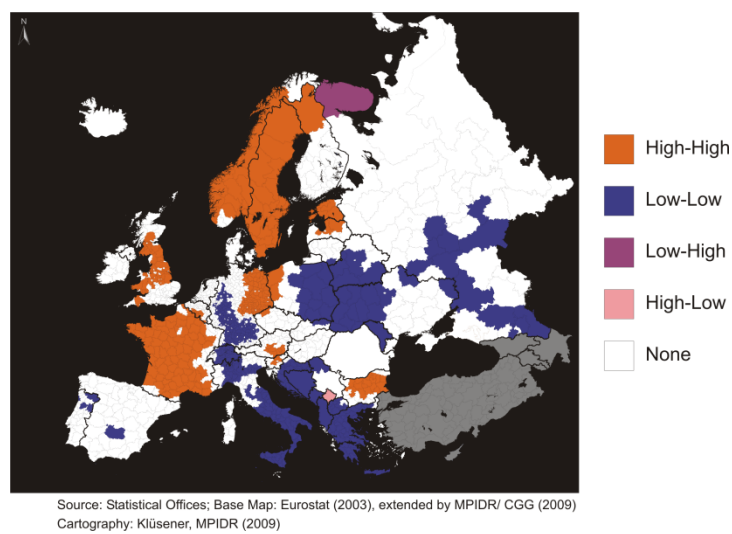 N
High-High
Low-Low
Low-High
High-Low
None
Source: Statistical Offices; Base Map: Eurostat (2003), extended by MPIDR/ CGG (2009)
Cartography: Klüsener, MPIDR (2009)